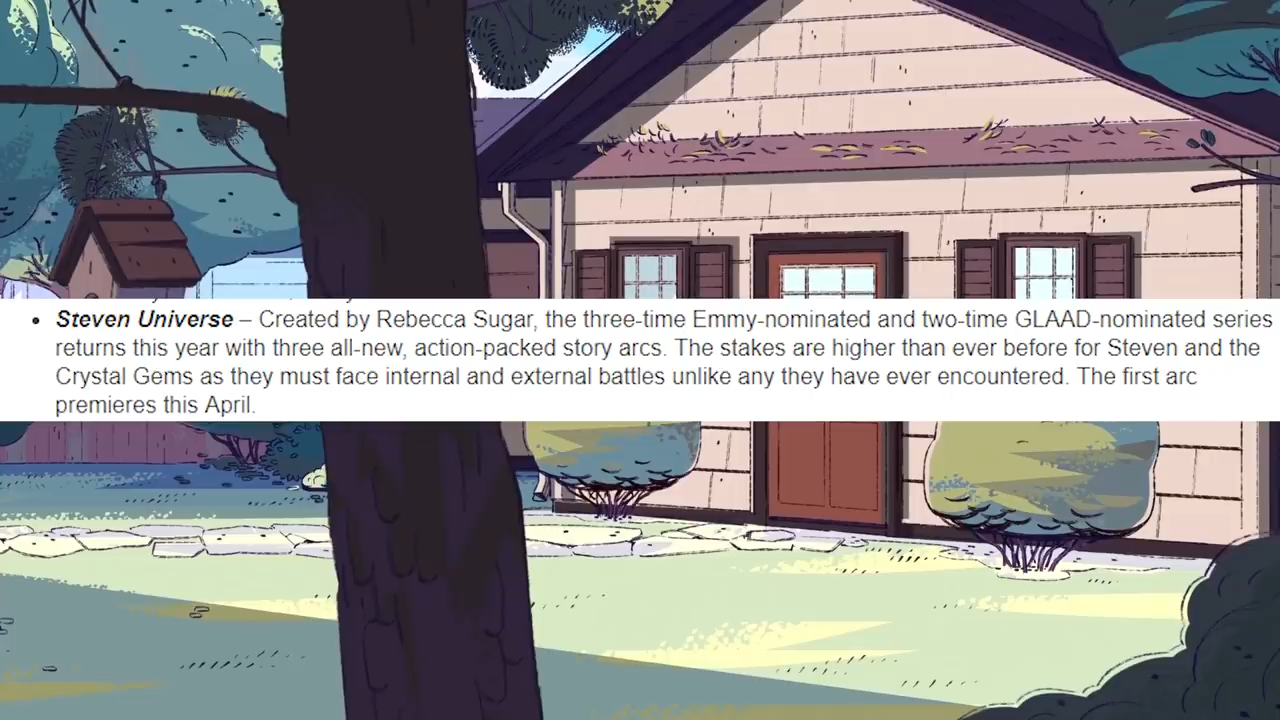 • Steven Universe – Created by Rebecca Sugar, the three-time Emmy-nominated and two-time GLAAD-nominated series
returns this year with three all-new, action-packed story arcs. The stakes are higher than ever before for Steven and the
Crystal Gems as they must face internal and external battles unlike any they have ever encountered. The first arc
premieres this April.